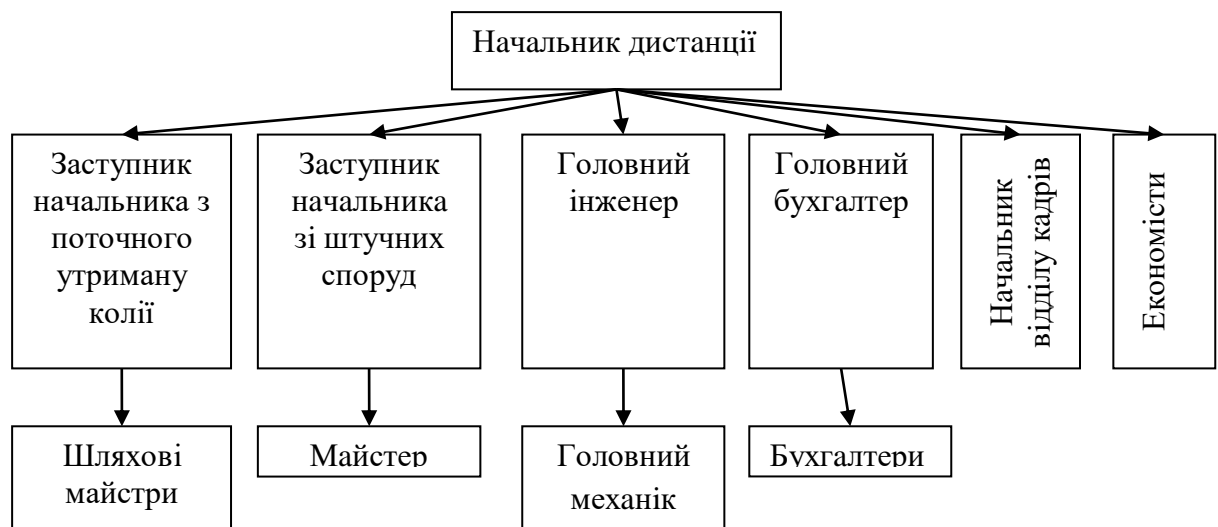 Начальник дистанції
Заступник
начальника з
поточного
утриману
колії
Заступник
начальника
зі штучних
споруд
Головний
інженер
Головний
бухгалтер
Начальник
відділу кадрів
Економісти
Шляхові
майстри
Майстер
Головний
механік
Бухгалтери